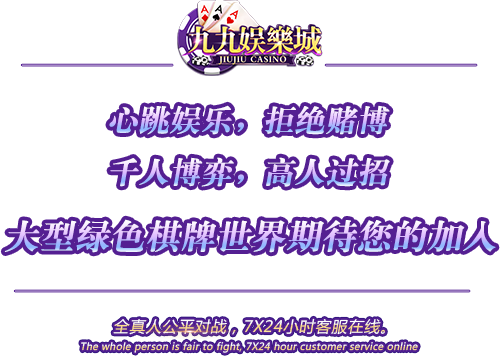 九九娱樂城
JIUJIU CASINO
心跳娱乐，拒绝赌博
千人博弈，高人过招
大型绿色棋牌世界期待您的加入
全真人公平对战，7X24小时客服在线。
The whole person is fair to fight, 7X24 hour customer service online